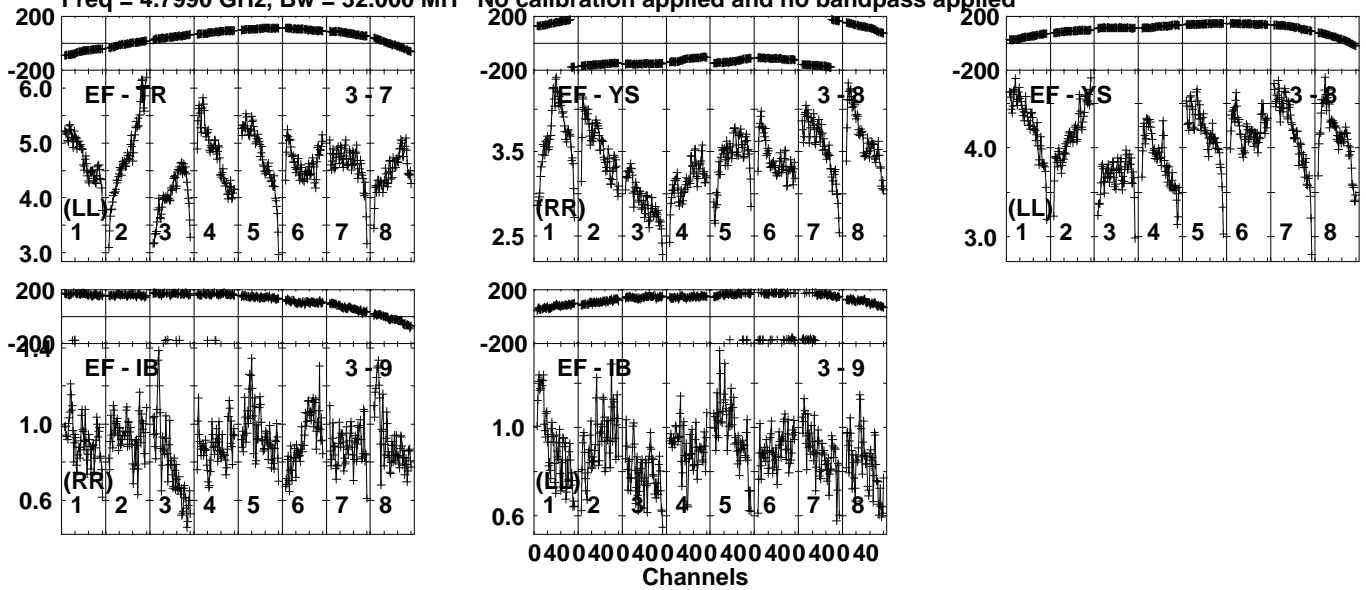 Freq = 4.7990 GHz, Bw = 32.000 MH No calibration applied and no bandpass applied
200
-200
6.0
5.0
4.0
3.0
EF - TR
3 - 7
(LL)
1 2 3 4 5 6 7 8
200
-200
3.5
2.5
EF - YS
3 - 8
(RR)
1 2 3 4 5 6 7 8
200
-200
4.0
3.0
EF - YS
3 - 8
(LL)
1 2 3 4 5 6 7 8
200
-200
1.4
1.0
0.6
EF - IB
3 - 9
(RR)
1 2 3 4 5 6 7 8
200
-200
1.0
0.6
EF - IB
3 - 9
(LL)
1 2 3 4 5 6 7 8
0 40 0 40 0 40 0 40 0 40 0 40 0 40 0 40
Channels